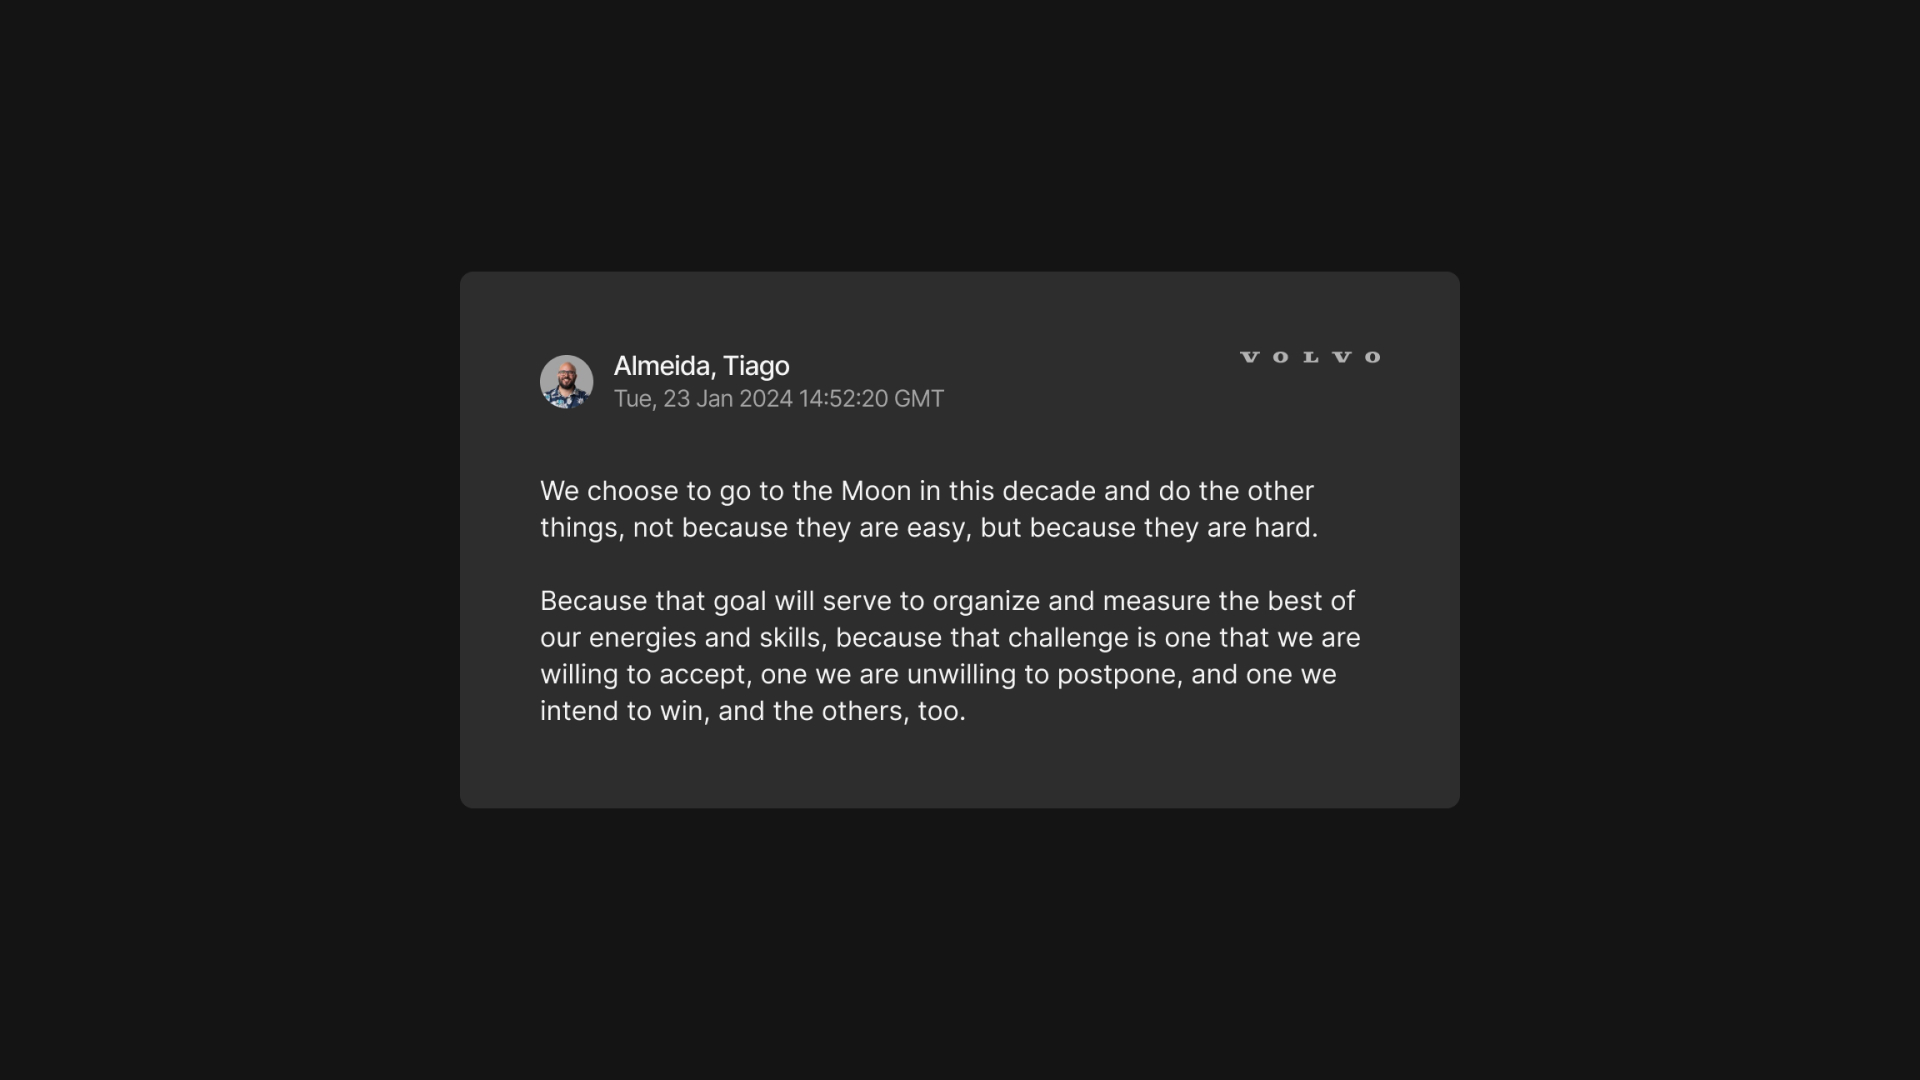 Almeida, Tiago
VOLVO
Tue, 23 Jan 2024 14:52:20 GMT
We choose to go to the Moon in this decade and do the other
things, not because they are easy, but because they are hard.
Because that goal will serve to organize and measure the best of
our energies and skills, because that challenge is one that we are
willing to accept, one we are unwilling to postpone, and one we
intend to win, and the others, too.